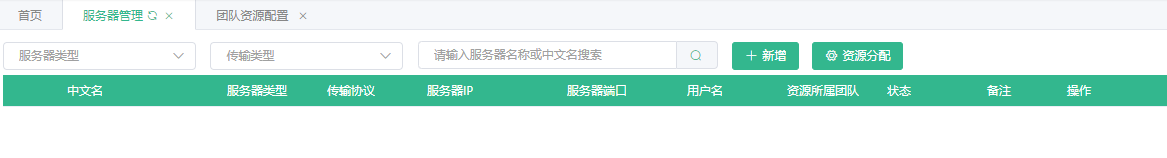 首页 服务器管理 团队资源配置
服务器类型 传输类型 请输入服务器名称或中文名搜索 新增 资源分配
中文名 服务器类型 传输协议 服务器IP 服务器端口 用户名 资源所属团队 状态 备注 操作